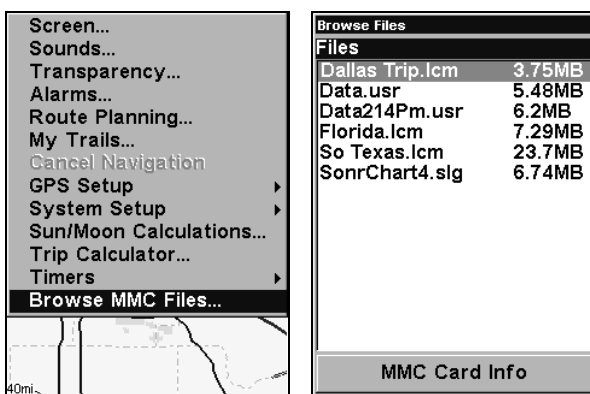 Screen...
Sounds...
Transparency...
Alarms...
Route Planning...
My Trails...
Cancel Navigation
GPS Setup
System Setup
Sun/Moon Calculations...
Trip Calculator...
Timers
Browse MMC Files...
40mi
Browse Files
Files
Dallas Trip.lcm 3.75MB
Data.usr 5.48MB
Data214Pm.usr 6.2MB
Florida.lcm 7.29MB
So Texas.lcm 23.7MB
SonrChart4.slg 6.74MB
MMC Card Info